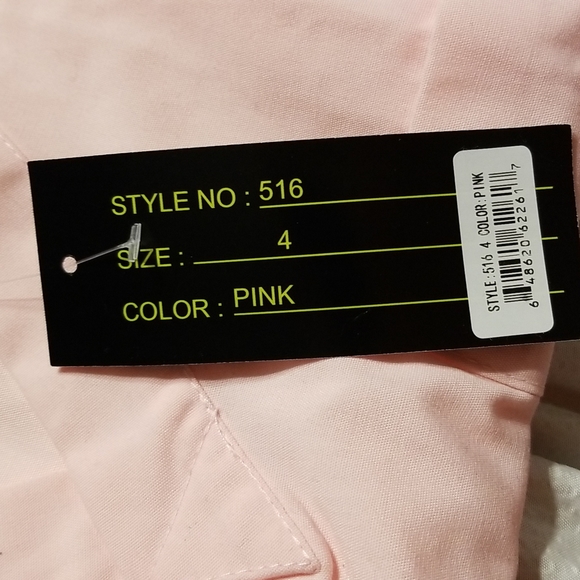 STYLE NO : 516
SIZE : 4
COLOR : PINK
STYLE:516 4 COLOR:PINK
6 48620 62261 7